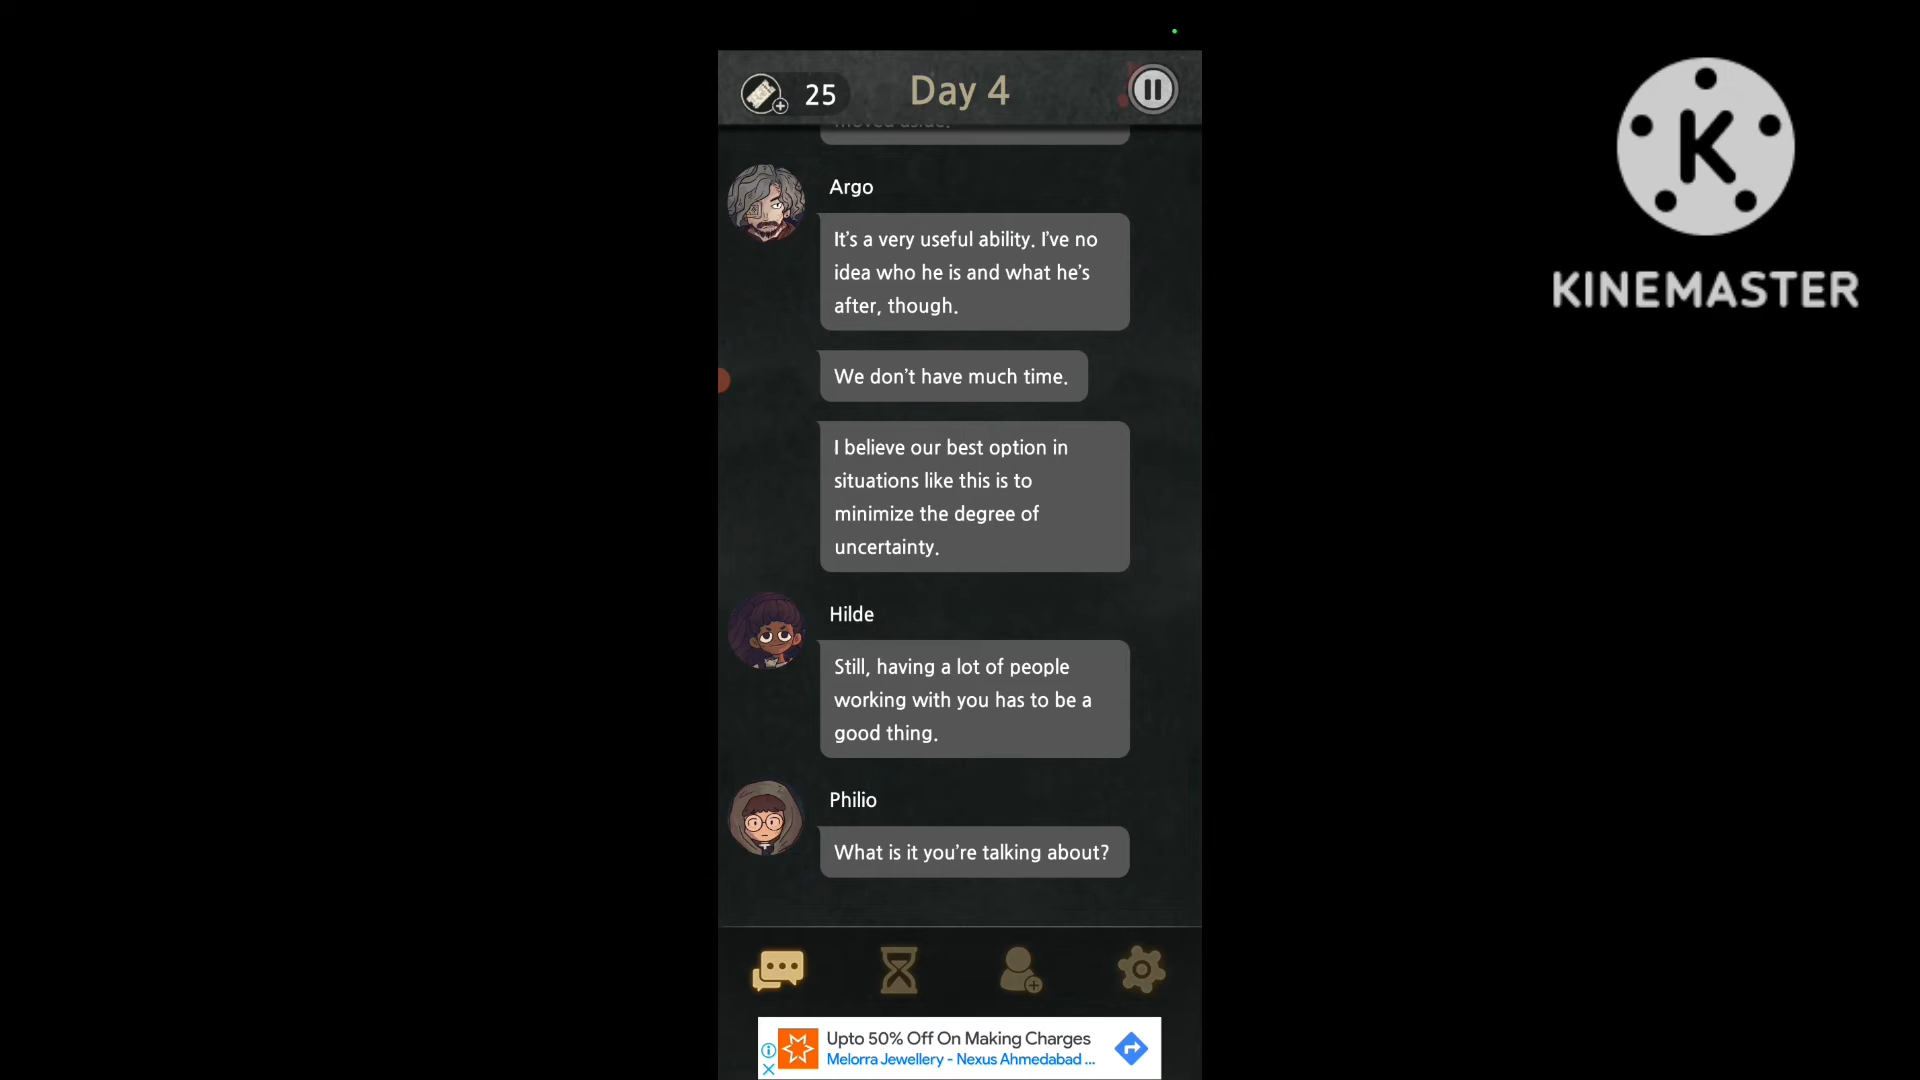 25
Day 4
K
KINEMASTER
moved aside.
Argo
It's a very useful ability. I've no
idea who he is and what he's
after, though.
We don't have much time.
I believe our best option in
situations like this is to
minimize the degree of
uncertainty.
Hilde
Still, having a lot of people
working with you has to be a
good thing.
Philio
What is it you're talking about?
Upto 50% Off On Making Charges
Melorra Jewellery - Nexus Ahmedabad ...